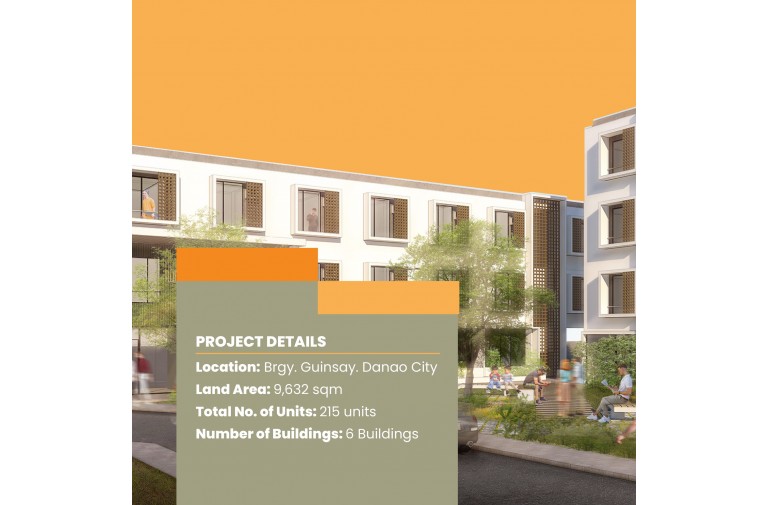 PROJECT DETAILS
Location: Brgy. Guinsay. Danao City
Land Area: 9,632 sqm
Total No. of Units: 215 units
Number of Buildings: 6 Buildings